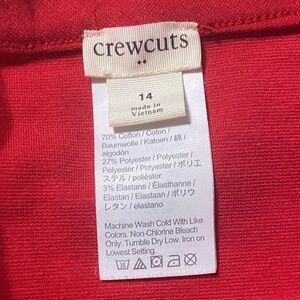 crewcuts
14
made in
Vietnam
70% Cotton / Colon /
Baumwolle / Katoen / 綿 /
algodón
27% Polyester / Polyester /
Polyester / Polyester / ポリエ
ステル / poliéster
3% Elastane / Élasthanne /
Elastan / Elastaan / ポリウ
レタン / elastano
Machine Wash Cold With Like
Colors. Non-Chlorine Bleach
Only. Tumble Dry Low. Iron on
Lowest Setting.